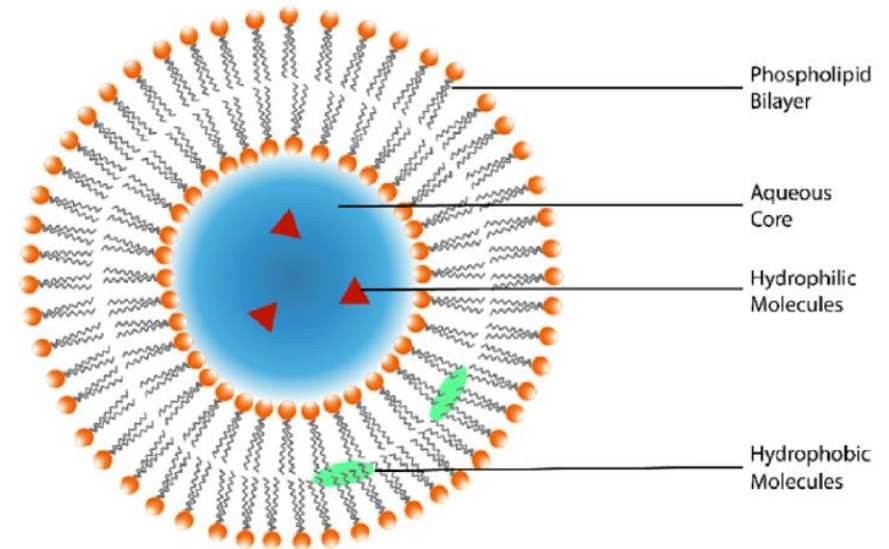 Phospholipid
Bilayer
Aqueous
Core
Hydrophilic
Molecules
Hydrophobic
Molecules